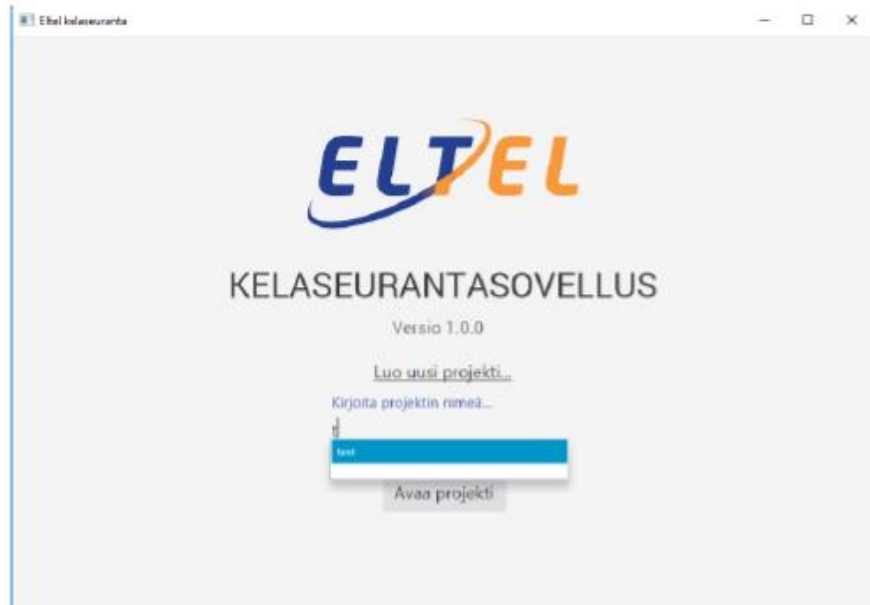 Eltel kelaseuranta
ELTEL
KELASEURANTASOVELLUS
Versio 1.0.0
Luo uusi projekti...
Kirjoita projektin nimeä...
t
test
Avaa projekti